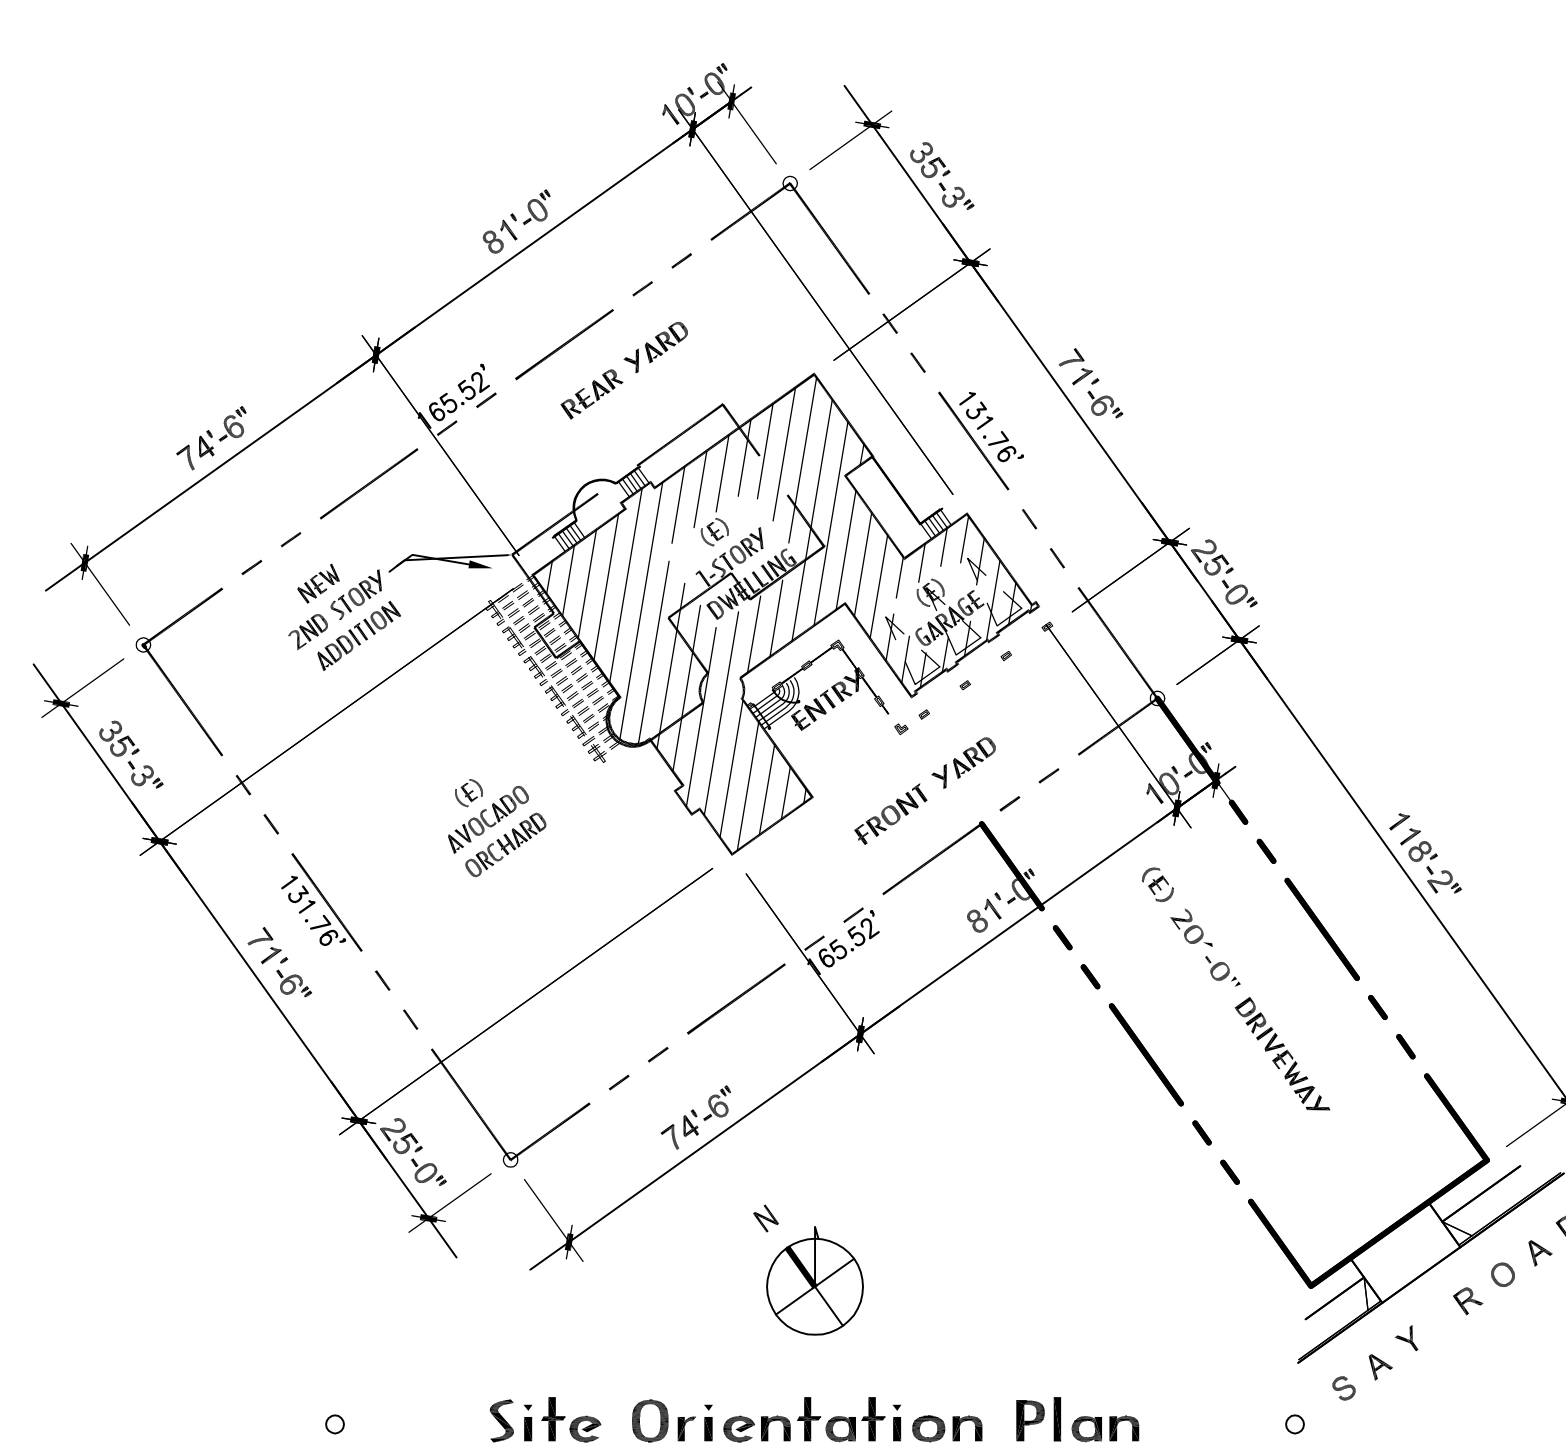 10'-0"
81'-0"
74'-6"
35'-3"
71'-6"
25'-0"
118'-2"
165.52'
REAR YARD
131.76'
NEW
2ND STORY
ADDITION
(E)
1-STORY
DWELLING
(E)
GARAGE
ENTRY
35'-3"
71'-6"
25'-0"
131.76'
(E)
AVOCADO
ORCHARD
FRONT YARD
165.52'
10'-0"
81'-0"
74'-6"
(E) 20'-0" DRIVEWAY
N
SAY ROAD
Site Orientation Plan